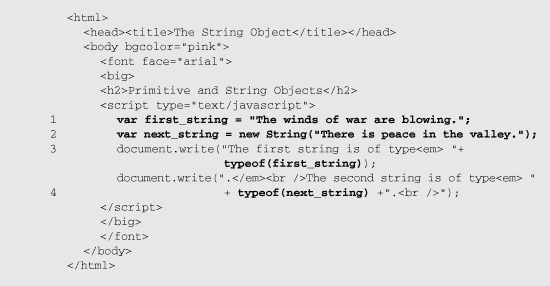 <html>
<head><title>The String Object</title></head>
<body bgcolor="pink">
<font face="arial">
<big>
<h2>Primitive and String Objects</h2>
<script type="text/javascript">
1 var first_string = "The winds of war are blowing.";
2 var next_string = new String("There is peace in the valley.");
3 document.write("The first string is of type<em> "+
typeof(first_string));
document.write(".</em><br />The second string is of type<em> "
4 + typeof(next_string) +".<br />");
</script>
</big>
</font>
</body>
</html>